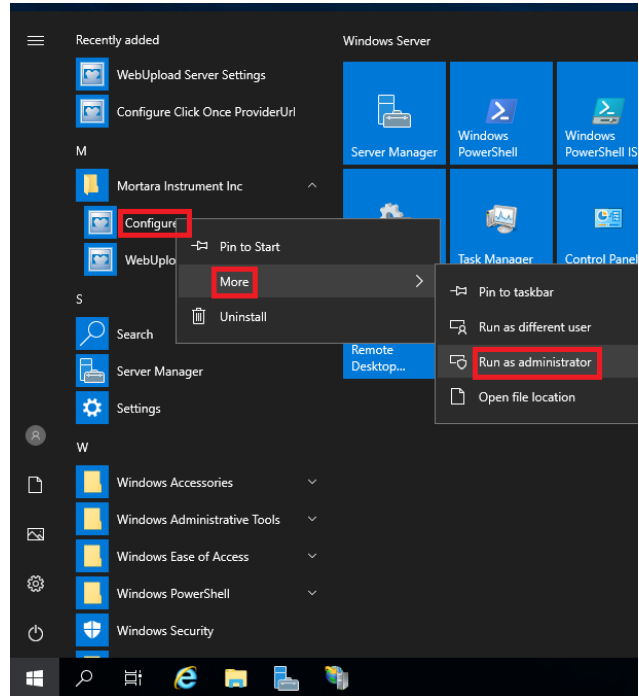 Recently added
WebUpload Server Settings
Configure Click Once ProviderUrl
M
Mortara Instrument Inc
Configure
WebUplo
S
Search
Server Manager
Settings
W
Windows Accessories
Windows Administrative Tools
Windows Ease of Access
Windows PowerShell
Windows Security
Windows Server
Server Manager
Windows
PowerShell
Windows
PowerShell IS
Task Manager
Control Panel
Remote
Desktop...
Pin to Start
More
Uninstall
Pin to taskbar
Run as different user
Run as administrator
Open file location